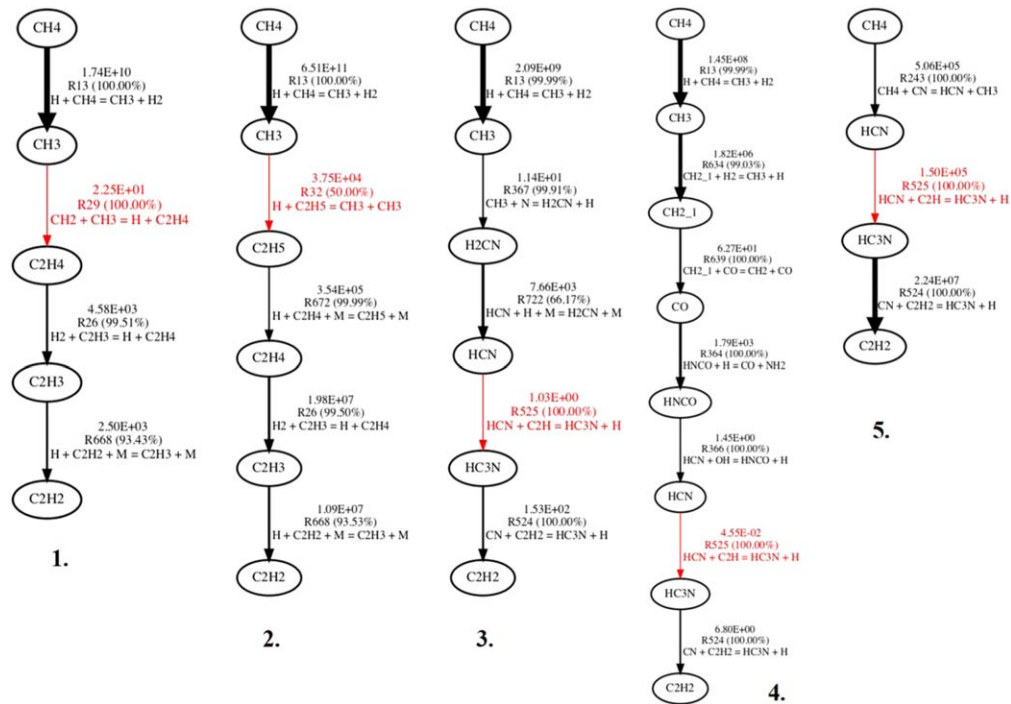 CH4
1.74E+10
R13 (100.00%)
H + CH4 = CH3 + H2
CH3
2.25E+01
R29 (100.00%)
CH2 + CH3 = H + C2H4
C2H4
4.58E+03
R26 (99.51%)
H2 + C2H3 = H + C2H4
C2H3
2.50E+03
R668 (93.43%)
H + C2H2 + M = C2H3 + M
C2H2
1.
CH4
6.51E+11
R13 (100.00%)
H + CH4 = CH3 + H2
CH3
3.75E+04
R32 (50.00%)
H + C2H5 = CH3 + CH3
C2H5
3.54E+05
R672 (99.99%)
H + C2H4 + M = C2H5 + M
C2H4
1.98E+07
R26 (99.50%)
H2 + C2H3 = H + C2H4
C2H3
1.09E+07
R668 (93.53%)
H + C2H2 + M = C2H3 + M
C2H2
2.
CH4
2.09E+09
R13 (99.99%)
H + CH4 = CH3 + H2
CH3
1.14E+01
R367 (99.91%)
CH3 + N = H2CN + H
H2CN
7.66E+03
R722 (66.17%)
HCN + H + M = H2CN + M
HCN
1.03E+00
R525 (100.00%)
HCN + C2H = HC3N + H
HC3N
1.53E+02
R524 (100.00%)
CN + C2H2 = HC3N + H
C2H2
3.
CH4
1.45E+08
R13 (99.99%)
H + CH4 = CH3 + H2
CH3
1.82E+06
R634 (99.03%)
CH2_1 + H2 = CH3 + H
CH2_1
6.27E+01
R639 (100.00%)
CH2_1 + CO = CH2 + CO
CO
1.79E+03
R364 (100.00%)
HNCO + H = CO + NH2
HNCO
1.45E+00
R366 (100.00%)
HCN + OH = HNCO + H
HCN
4.55E-02
R525 (100.00%)
HCN + C2H = HC3N + H
HC3N
6.80E+00
R524 (100.00%)
CN + C2H2 = HC3N + H
C2H2
4.
CH4
5.06E+05
R243 (100.00%)
CH4 + CN = HCN + CH3
HCN
1.50E+05
R525 (100.00%)
HCN + C2H = HC3N + H
HC3N
2.24E+07
R524 (100.00%)
CN + C2H2 = HC3N + H
C2H2
5.